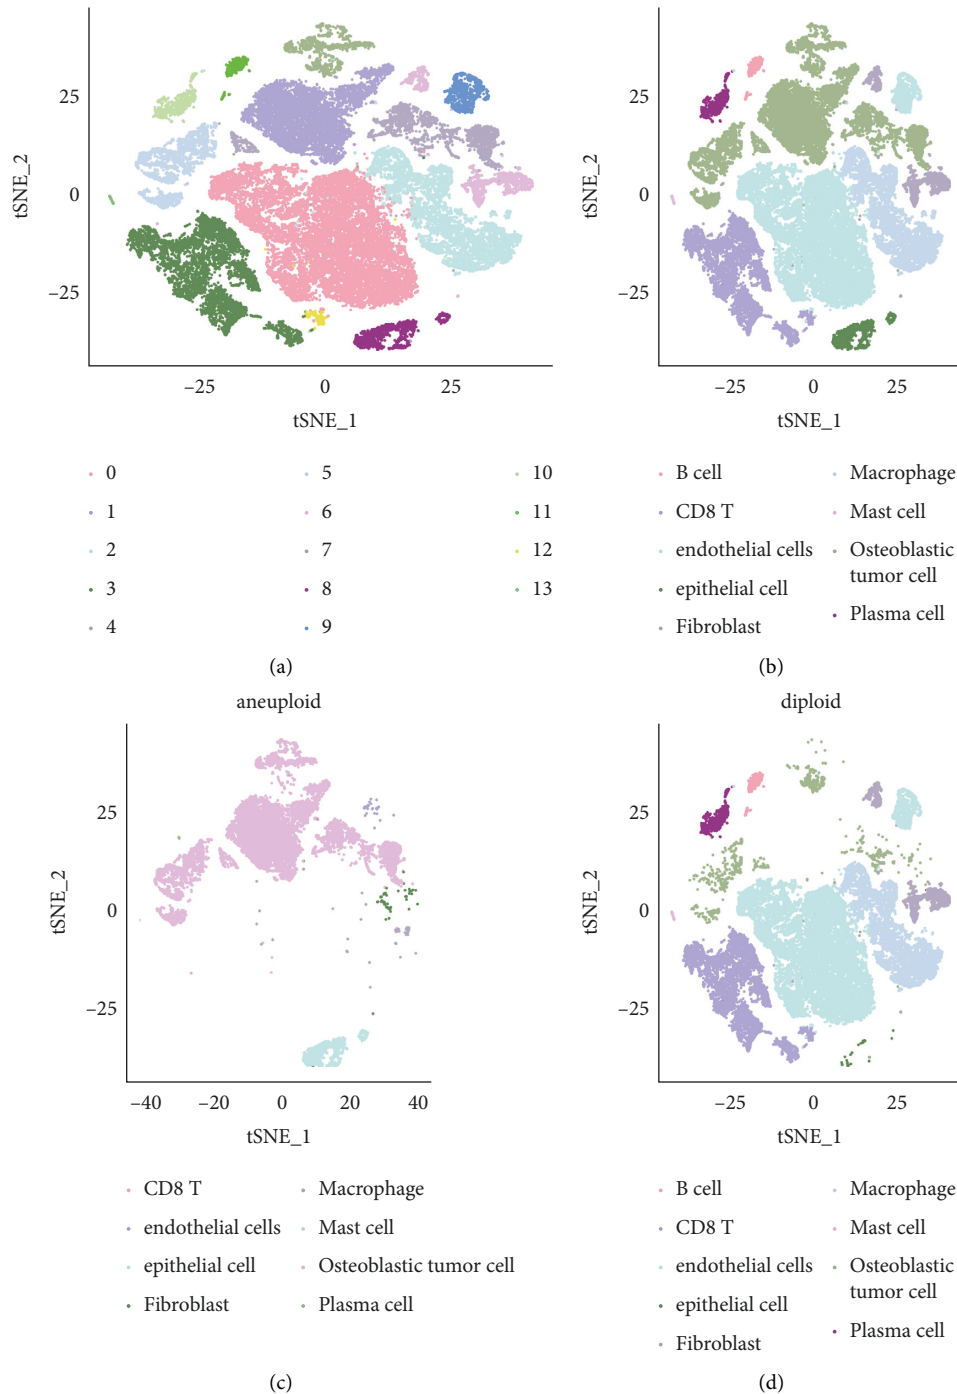 25
0
−25
tSNE_2
−25 0 25
tSNE_1
0 5 10
1 6 11
2 7 12
3 8 13
4 9
(a)
25
0
−25
tSNE_2
−25 0 25
tSNE_1
B cell Macrophage
CD8 T Mast cell
endothelial cells Osteoblastic
tumor cell
epithelial cell Plasma cell
Fibroblast
(b)
aneuploid
25
0
−25
tSNE_2
−40 −20 0 20 40
tSNE_1
CD8 T Macrophage
endothelial cells Mast cell
epithelial cell Osteoblastic tumor cell
Fibroblast Plasma cell
(c)
diploid
25
0
−25
tSNE_2
−25 0 25
tSNE_1
B cell Macrophage
CD8 T Mast cell
endothelial cells Osteoblastic
tumor cell
epithelial cell Plasma cell
Fibroblast
(d)